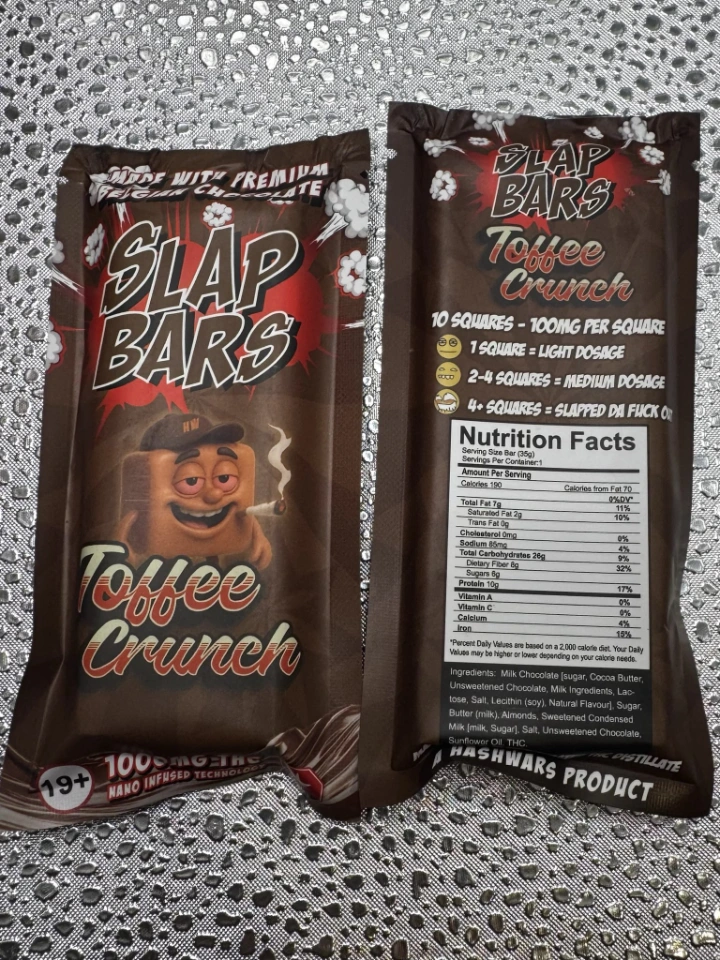 MADE WITH PREMIUM
BELGIAN CHOCOLATE
SLAP
BARS
Toffee
Crunch
19+
1000MG THC
NANO INFUSED TECHNOLOGY
SLAP
BARS
Toffee
Crunch
10 SQUARES - 100MG PER SQUARE
1 SQUARE = LIGHT DOSAGE
2-4 SQUARES = MEDIUM DOSAGE
4+ SQUARES = SLAPPED DA FUCK
Nutrition Facts
Serving Size Bar (35g)
Servings Per Container:1
Amount Per Serving
Calories 190 Calories from Fat 70
%DV*
Total Fat 7g 11%
Saturated Fat 2g 10%
Trans Fat 0g
Cholesterol 0mg 0%
Sodium 85mg 4%
Total Carbohydrates 26g 9%
Dietary Fiber 8g 32%
Sugars 6g
Protein 10g 17%
Vitamin A 0%
Vitamin C 0%
Calcium 4%
Iron 15%
*Percent Daily Values are based on a 2,000 calorie diet. Your Daily
Values may be higher or lower depending on your calorie needs.
Ingredients: Milk Chocolate [sugar, Cocoa Butter,
Unsweetened Chocolate, Milk Ingredients, Lac-
tose, Salt, Lecithin (soy), Natural Flavour], Sugar,
Butter (milk), Almonds, Sweetened Condensed
Milk [milk, Sugar], Salt, Unsweetened Chocolate,
Sunflower Oil, THC
DISTILLATE
A HASHWARS PRODUCT